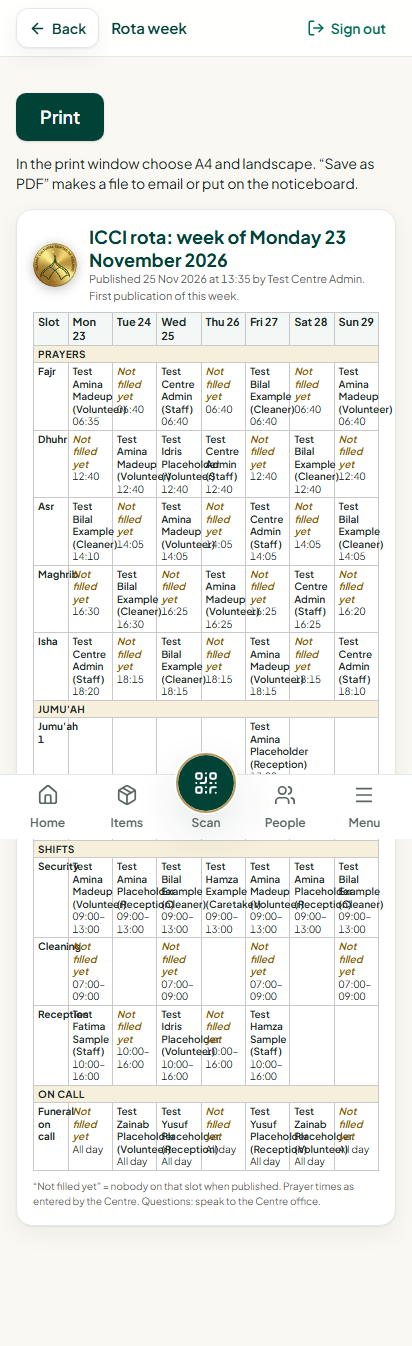 Back
Rota week
Sign out
Print
In the print window choose A4 and landscape. “Save as
PDF” makes a file to email or put on the noticeboard.
ICCI rota: week of Monday 23
November 2026
Published 25 Nov 2026 at 13:35 by Test Centre Admin.
First publication of this week.
Slot Mon 23 Tue 24 Wed 25 Thu 26 Fri 27 Sat 28 Sun 29
PRAYERS
Fajr
Test Amina Madeup (Volunteer) 06:35
Not filled yet 06:40
Test Centre Admin (Staff) 06:40
Not filled yet 06:40
Test Bilal Example (Cleaner) 06:40
Not filled yet 06:40
Test Amina Madeup (Volunteer) 06:40
Dhuhr
Not filled yet 12:40
Test Amina Madeup (Volunteer) 12:40
Test Idris Placeholder (Volunteer) 12:40
Test Centre Admin (Staff) 12:40
Not filled yet 12:40
Test Bilal Example (Cleaner) 12:40
Not filled yet 12:40
Asr
Test Bilal Example (Cleaner) 14:10
Not filled yet 14:05
Test Amina Madeup (Volunteer) 14:05
Not filled yet 14:05
Test Centre Admin (Staff) 14:05
Not filled yet 14:05
Test Bilal Example (Cleaner) 14:05
Maghrib
Not filled yet 16:30
Test Bilal Example (Cleaner) 16:30
Not filled yet 16:25
Test Amina Madeup (Volunteer) 16:25
Not filled yet 16:25
Test Centre Admin (Staff) 16:25
Not filled yet 16:20
Isha
Test Centre Admin (Staff) 18:20
Not filled yet 18:15
Test Bilal Example (Cleaner) 18:15
Not filled yet 18:15
Test Amina Madeup (Volunteer) 18:15
Not filled yet 18:15
Test Centre Admin (Staff) 18:10
JUMU'AH
Jumu'ah 1
Test Amina Placeholder (Reception)
Home
Items
Scan
People
Menu
SHIFTS
Security
Test Amina Madeup (Volunteer) 09:00–13:00
Test Amina Placeholder (Reception) 09:00–13:00
Test Bilal Example (Cleaner) 09:00–13:00
Test Hamza Example (Caretaker) 09:00–13:00
Test Amina Madeup (Volunteer) 09:00–13:00
Test Amina Placeholder (Reception) 09:00–13:00
Test Bilal Example (Cleaner) 09:00–13:00
Cleaning
Not filled yet 07:00–09:00
Not filled yet 07:00–09:00
Not filled yet 07:00–09:00
Not filled yet 07:00–09:00
Reception
Test Fatima Sample (Staff) 10:00–16:00
Not filled yet 10:00–16:00
Test Idris Placeholder (Volunteer) 10:00–16:00
Not filled yet 10:00–16:00
Test Hamza Sample (Staff) 10:00–16:00
ON CALL
Funeral on call
Not filled yet All day
Test Zainab Placeholder (Volunteer) All day
Test Yusuf Placeholder (Reception) All day
Not filled yet All day
Test Yusuf Placeholder (Reception) All day
Test Zainab Placeholder (Volunteer) All day
Not filled yet All day
“Not filled yet” = nobody on that slot when published. Prayer times as
entered by the Centre. Questions: speak to the Centre office.